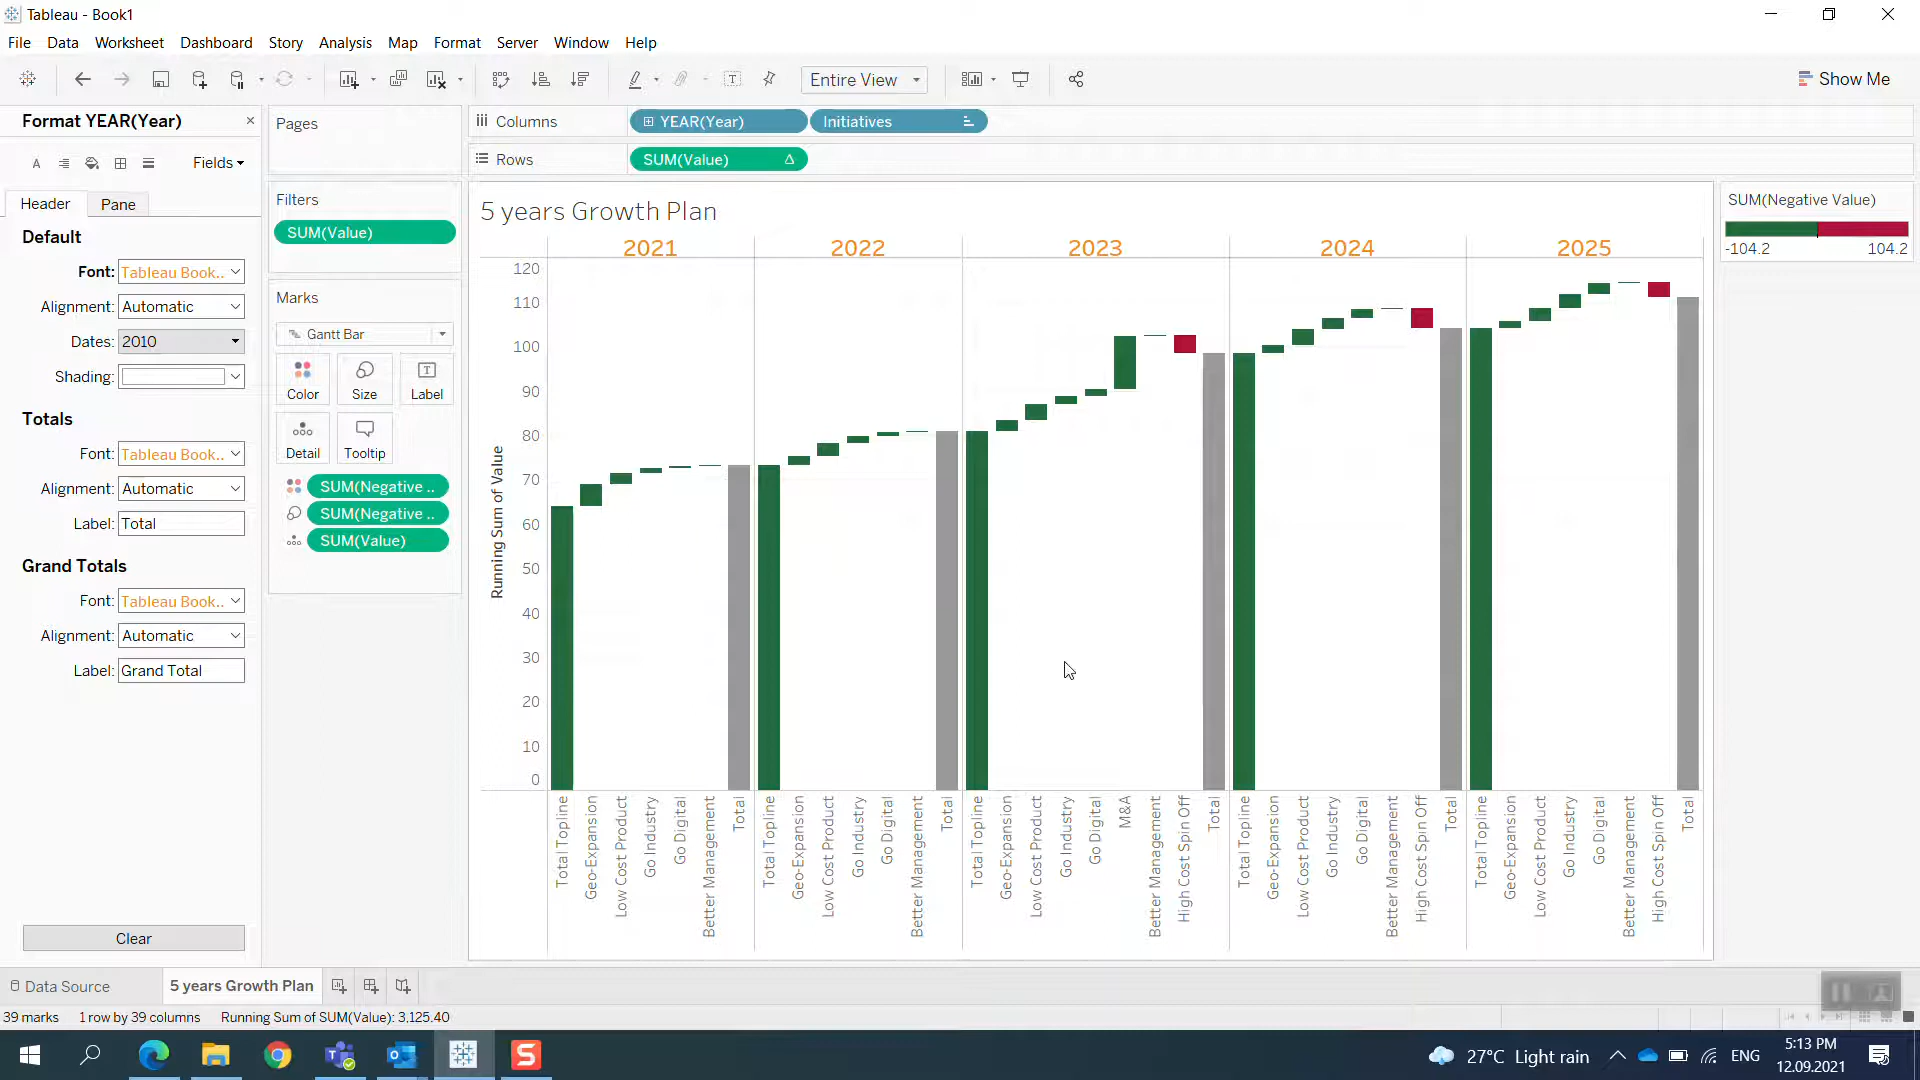 Tableau - Book1
File Data Worksheet Dashboard Story Analysis Map Format Server Window Help
Entire View
Show Me
Format YEAR(Year)
Fields
Header
Pane
Default
Font: Tableau Book..
Alignment: Automatic
Dates: 2010
Shading:
Totals
Font: Tableau Book..
Alignment: Automatic
Label: Total
Grand Totals
Font: Tableau Book..
Alignment: Automatic
Label: Grand Total
Clear
Pages
Filters
SUM(Value)
Marks
Gantt Bar
Color
Size
Label
Detail
Tooltip
SUM(Negative ..
SUM(Negative ..
SUM(Value)
Columns
YEAR(Year)
Initiatives
Rows
SUM(Value)
5 years Growth Plan
2021 2022 2023 2024 2025
Running Sum of Value
120
110
100
90
80
70
60
50
40
30
20
10
0
Total Topline
Geo-Expansion
Low Cost Product
Go Industry
Go Digital
Better Management
Total
Total Topline
Geo-Expansion
Low Cost Product
Go Industry
Go Digital
Better Management
Total
Total Topline
Geo-Expansion
Low Cost Product
Go Industry
Go Digital
M&A
Better Management
High Cost Spin Off
Total
Total Topline
Geo-Expansion
Low Cost Product
Go Industry
Go Digital
Better Management
High Cost Spin Off
Total
Total Topline
Geo-Expansion
Low Cost Product
Go Industry
Go Digital
Better Management
High Cost Spin Off
Total
SUM(Negative Value)
-104.2 104.2
Data Source
5 years Growth Plan
39 marks 1 row by 39 columns Running Sum of SUM(Value): 3,125.40
27°C Light rain
ENG
5:13 PM
12.09.2021